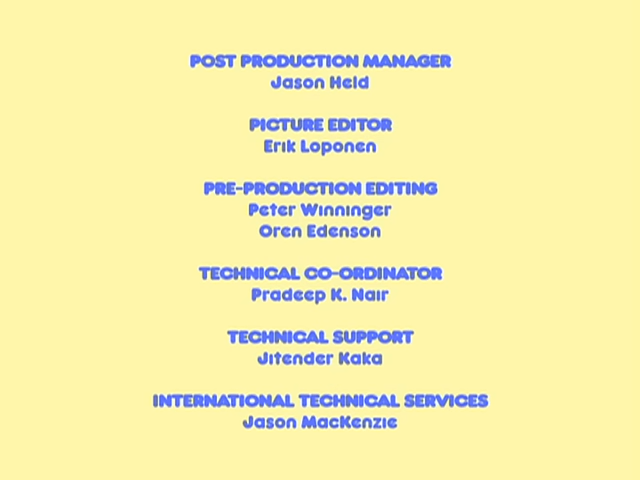 POST PRODUCTION MANAGER
Jason Held
PICTURE EDITOR
Erik Loponen
PRE-PRODUCTION EDITING
Peter Winninger
Oren Edenson
TECHNICAL CO-ORDINATOR
Pradeep K. Nair
TECHNICAL SUPPORT
Jitender Kaka
INTERNATIONAL TECHNICAL SERVICES
Jason MacKenzie